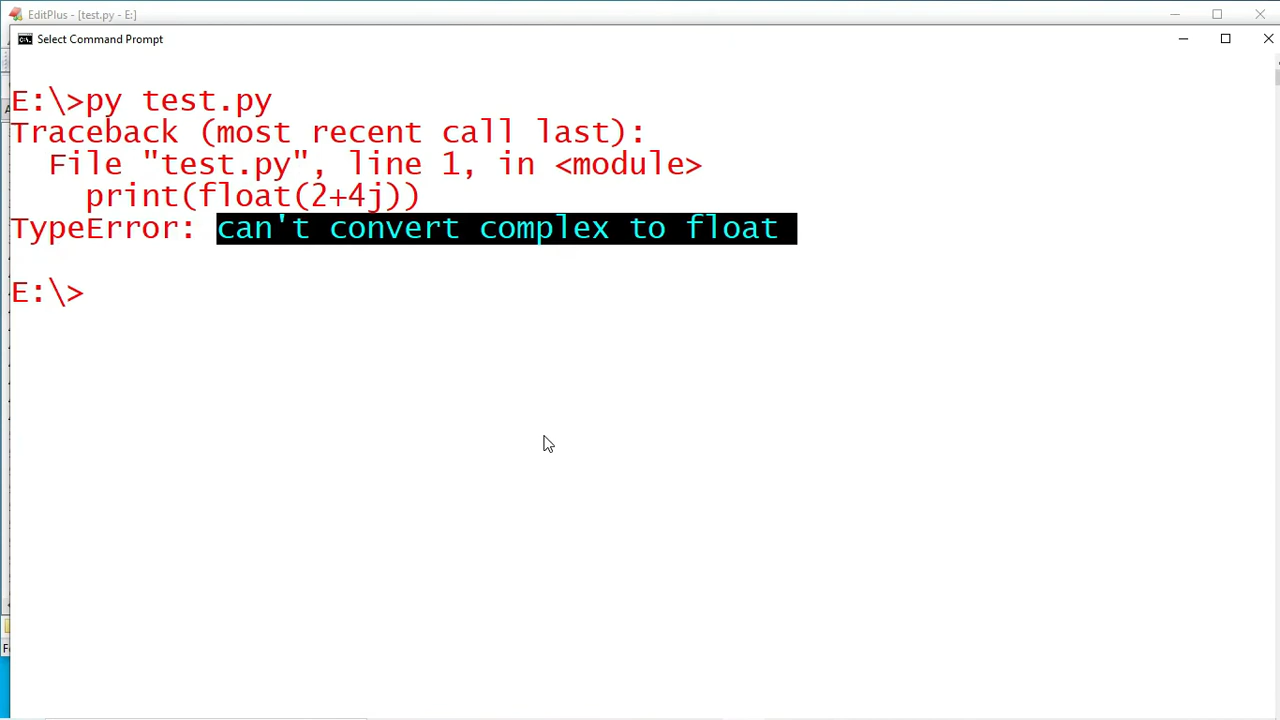 EditPlus - [test.py - E:]
Select Command Prompt
E:\>py test.py
Traceback (most recent call last):
  File "test.py", line 1, in <module>
    print(float(2+4j))
TypeError: can't convert complex to float
E:\>